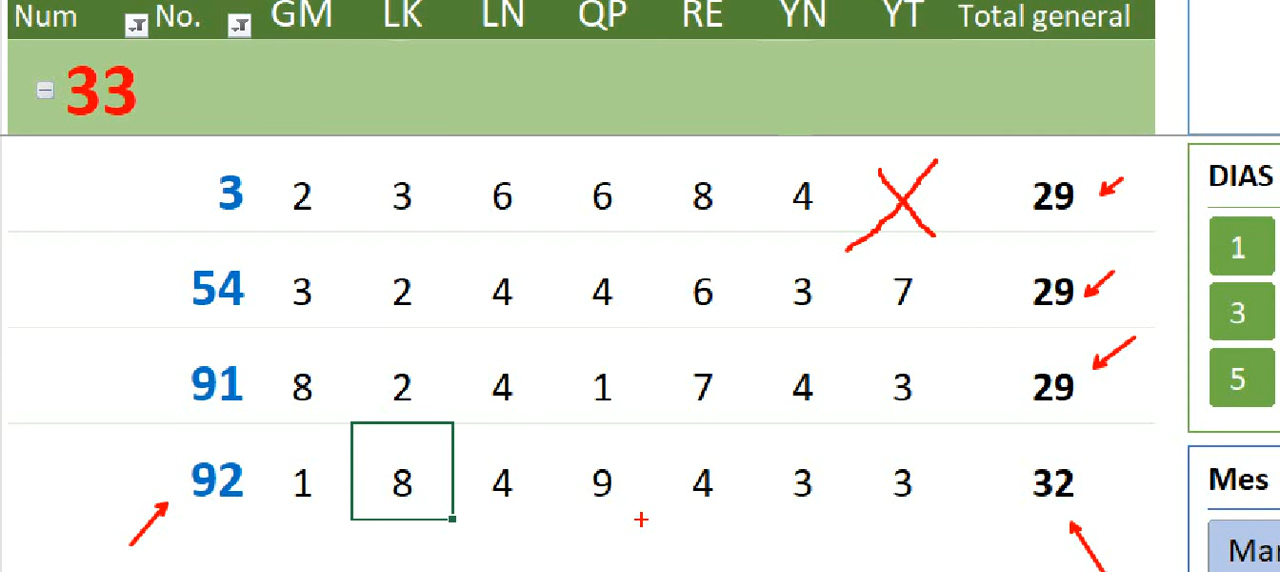 Num No. GM LK LN QP RE YN YT Total general
33
3 2 3 6 6 8 4 29
54 3 2 4 4 6 3 7 29
91 8 2 4 1 7 4 3 29
92 1 8 4 9 4 3 3 32
DIAS
1
3
5
Mes